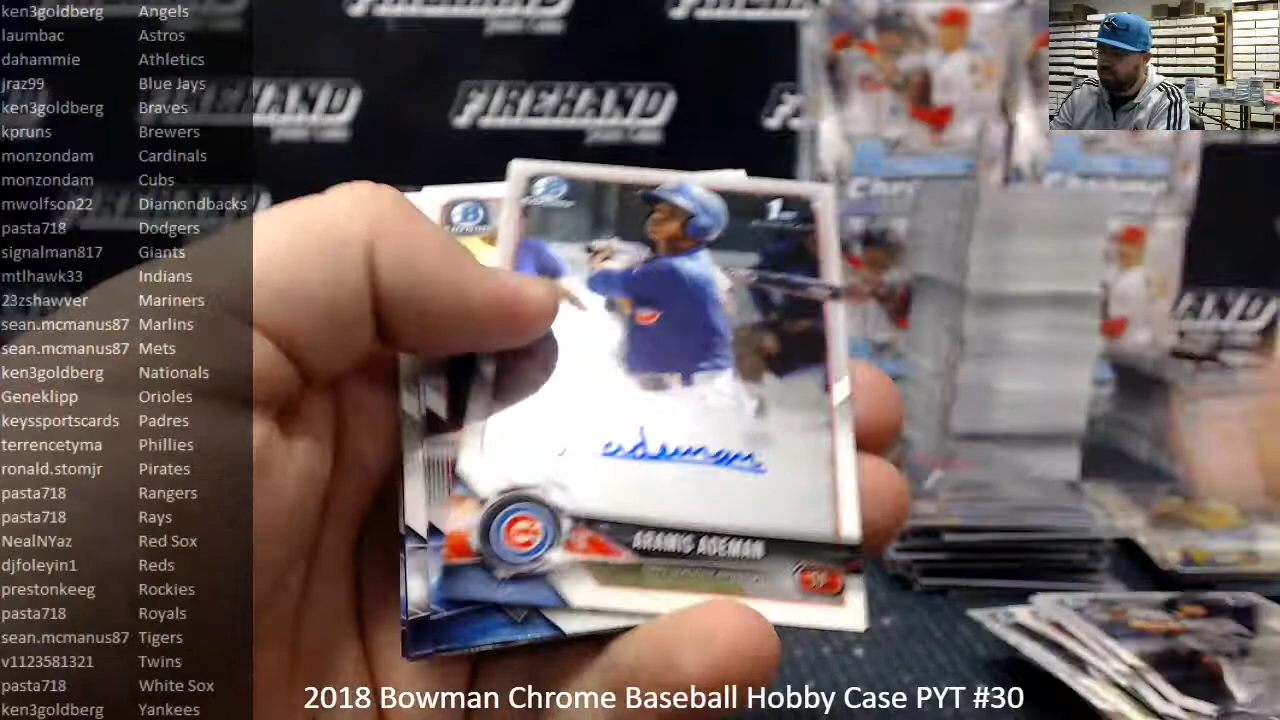 ken3goldberg Angels
laumbac Astros
dahammie Athletics
jraz99 Blue Jays
ken3goldberg Braves
kpruns Brewers
monzondam Cardinals
monzondam Cubs
mwolfson22 Diamondbacks
pasta718 Dodgers
signalman817 Giants
mtlhawk33 Indians
23zshawver Mariners
sean.mcmanus87 Marlins
sean.mcmanus87 Mets
ken3goldberg Nationals
Geneklipp Orioles
keyssportscards Padres
terrencetyma Phillies
ronald.stomjr Pirates
pasta718 Rangers
pasta718 Rays
NealNYaz Red Sox
djfoleyin1 Reds
prestonkeeg Rockies
pasta718 Royals
sean.mcmanus87 Tigers
v1123581321 Twins
pasta718 White Sox
ken3goldberg Yankees
FIREHAND
1st
ademan
ARAMIS ADEMAN
SS
2018 Bowman Chrome Baseball Hobby Case PYT #30